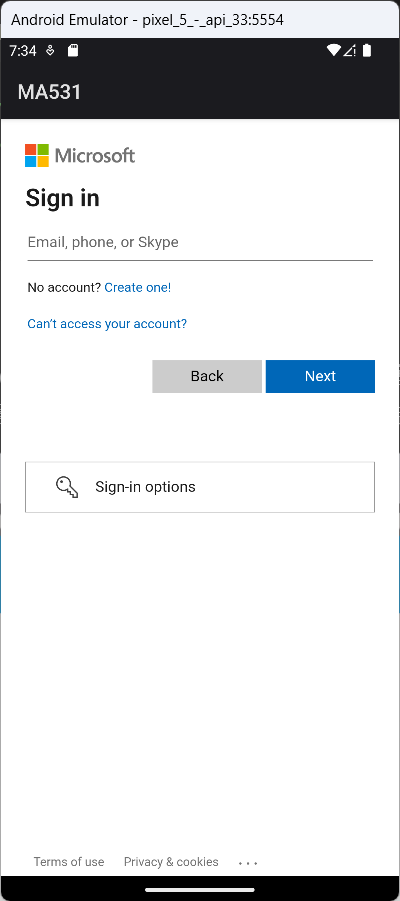 Android Emulator - pixel_5_-_api_33:5554
7:34
MA531
Microsoft
Sign in
Email, phone, or Skype
No account? Create one!
Can't access your account?
Back Next
Sign-in options
Terms of use Privacy & cookies ...